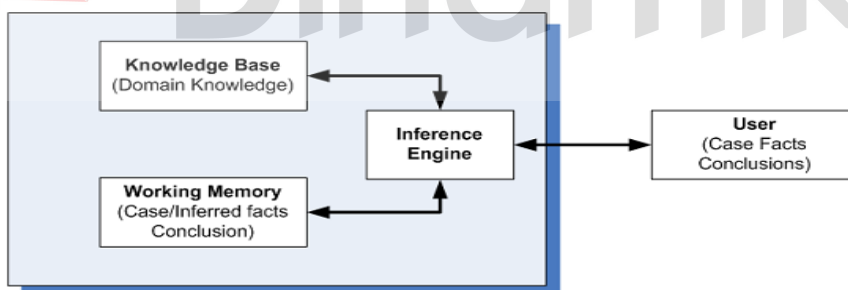 Knowledge Base
(Domain Knowledge)
Inference
Engine
User
(Case Facts
Conclusions)
Working Memory
(Case/Inferred facts
Conclusion)